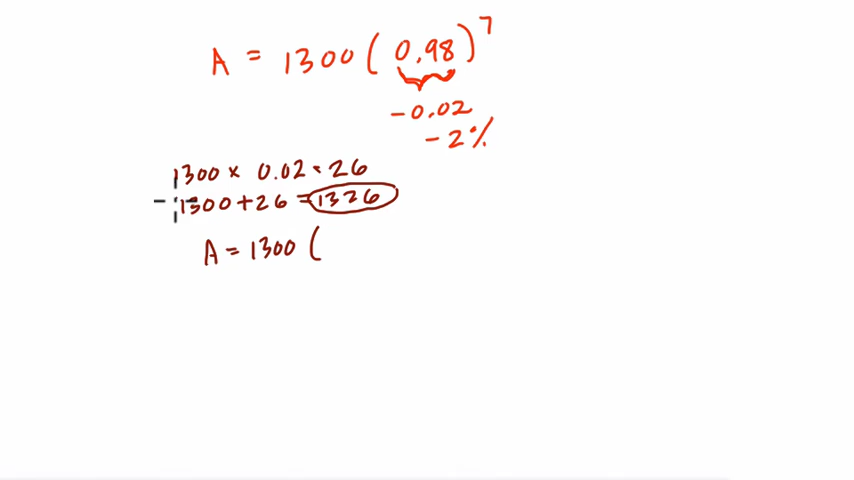 A = 1300 ( 0.98 )^7
-0.02
-2%
1300 × 0.02 = 26
1300 + 26 = 1326
A = 1300 (